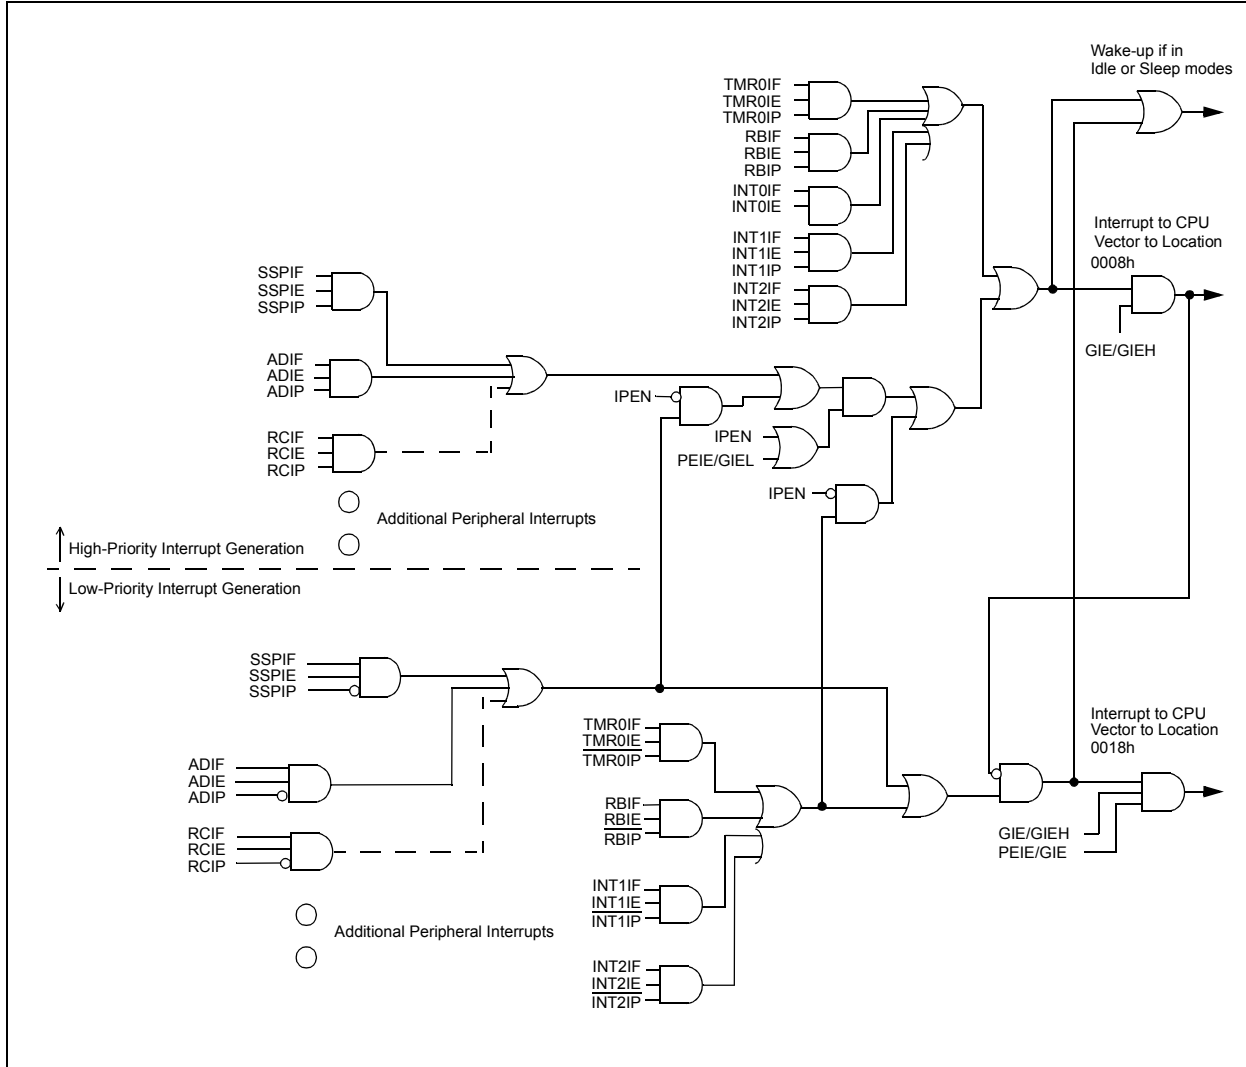 Wake-up if in
Idle or Sleep modes
TMR0IF
TMR0IE
TMR0IP
RBIF
RBIE
RBIP
INT0IF
INT0IE
INT1IF
INT1IE
INT1IP
INT2IF
INT2IE
INT2IP
Interrupt to CPU
Vector to Location
0008h
GIE/GIEH
SSPIF
SSPIE
SSPIP
ADIF
ADIE
ADIP
RCIF
RCIE
RCIP
IPEN
IPEN
PEIE/GIEL
IPEN
Additional Peripheral Interrupts
High-Priority Interrupt Generation
Low-Priority Interrupt Generation
SSPIF
SSPIE
SSPIP
ADIF
ADIE
ADIP
RCIF
RCIE
RCIP
Additional Peripheral Interrupts
TMR0IF
TMR0IE
TMR0IP
RBIF
RBIE
RBIP
INT1IF
INT1IE
INT1IP
INT2IF
INT2IE
INT2IP
Interrupt to CPU
Vector to Location
0018h
GIE/GIEH
PEIE/GIE